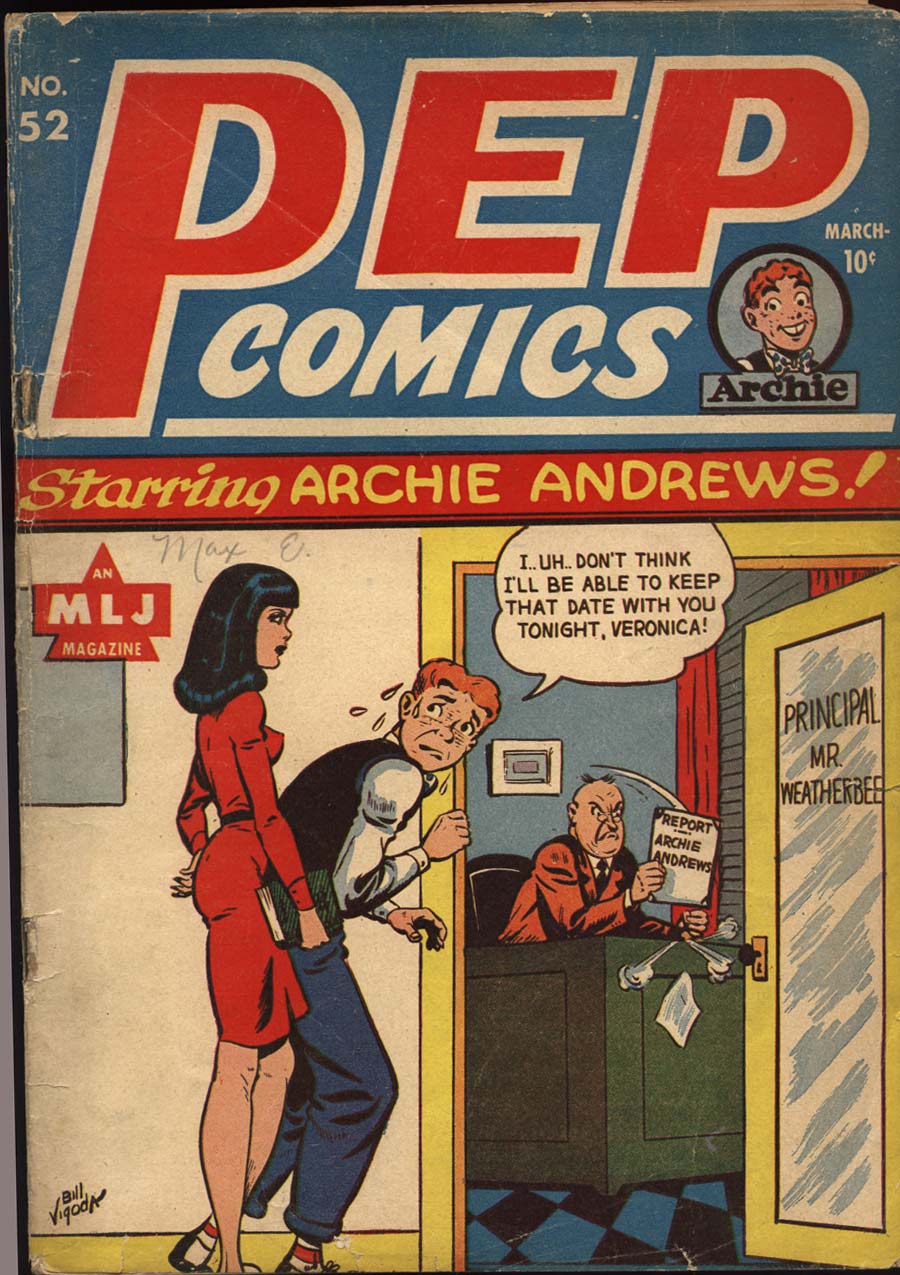 NO.
52
PEP
COMICS
MARCH-
10¢
Archie
Starring ARCHIE ANDREWS!
Max E.
AN
MLJ
MAGAZINE
I..UH.. DON'T THINK
I'LL BE ABLE TO KEEP
THAT DATE WITH YOU
TONIGHT, VERONICA!
PRINCIPAL
MR.
WEATHERBEE
REPORT
ARCHIE
ANDREWS
Bill
Vigoda